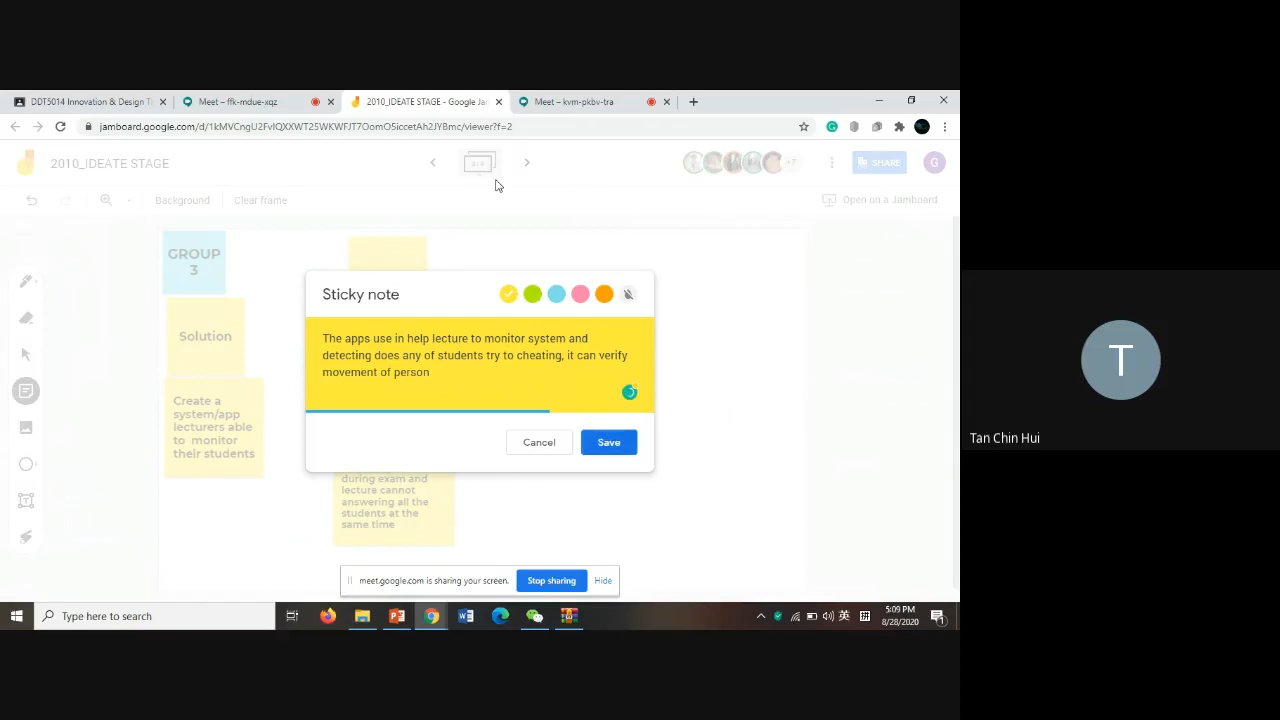 DDT5014 Innovation & Design T
Meet – ffk-mdue-xqz
2010_IDEATE STAGE - Google Ja
Meet – kvm-pkbv-tra
jamboard.google.com/d/1kMVCngU2FvIQXXWT25WKWFJT7OomO5iccetAh2JYBmc/viewer?f=2
2010_IDEATE STAGE
+7
SHARE
G
Background
Clear frame
Open on a Jamboard
GROUP
3
Solution
Create a
system/app
lecturers able
to monitor
their students
Sticky note
The apps use in help lecture to monitor system and
detecting does any of students try to cheating, it can verify
movement of person
Cancel
Save
during exam and
lecture cannot
answering all the
students at the
same time
meet.google.com is sharing your screen.
Stop sharing
Hide
T
Tan Chin Hui
Type here to search
英
5:09 PM
8/28/2020
1